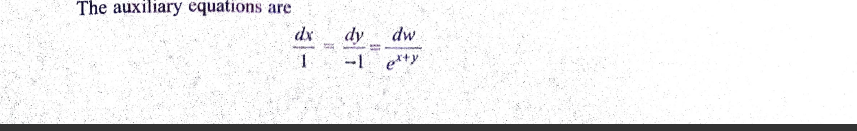 The auxiliary equations are
dx/1 = dy/-1 = dw/e^{x+y}